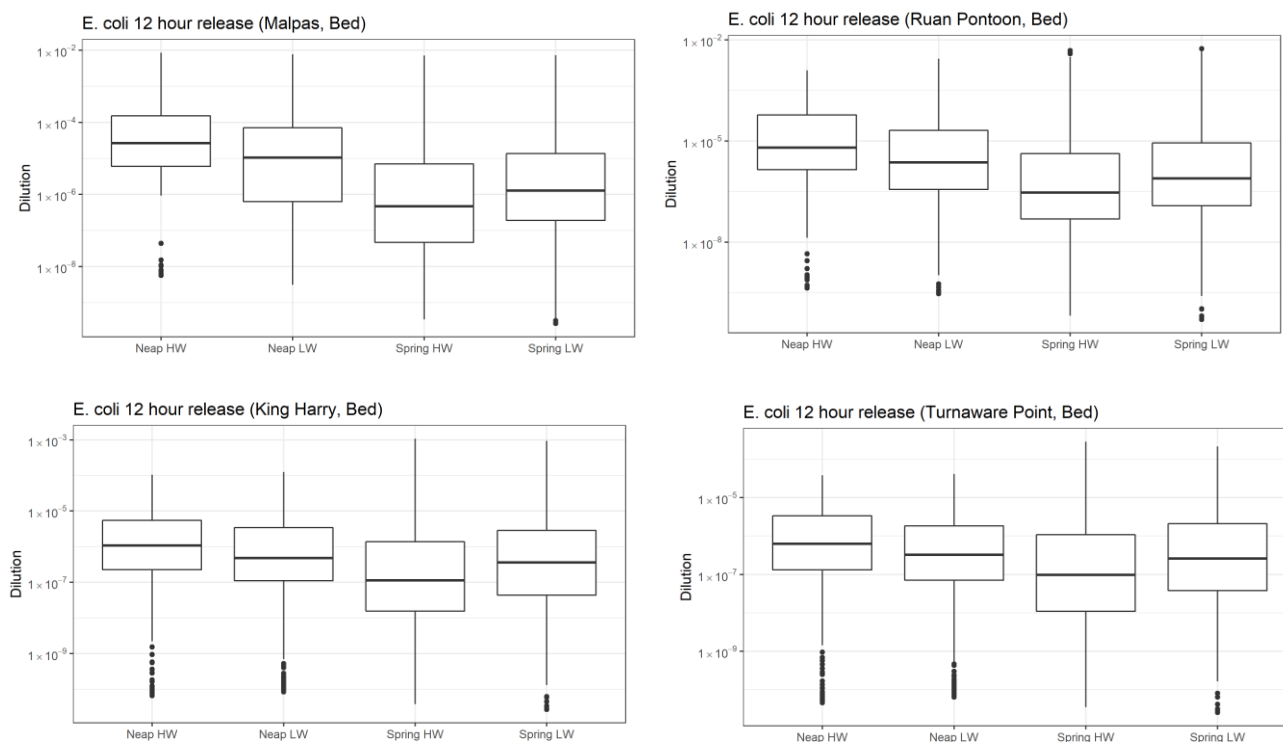 E. coli 12 hour release (Malpas, Bed)
1 × 10⁻²
1 × 10⁻⁴
1 × 10⁻⁶
1 × 10⁻⁸
Dilution
Neap HW Neap LW Spring HW Spring LW
E. coli 12 hour release (Ruan Pontoon, Bed)
1 × 10⁻²
1 × 10⁻⁵
1 × 10⁻⁸
Dilution
Neap HW Neap LW Spring HW Spring LW
E. coli 12 hour release (King Harry, Bed)
1 × 10⁻³
1 × 10⁻⁵
1 × 10⁻⁷
1 × 10⁻⁹
Dilution
Neap HW Neap LW Spring HW Spring LW
E. coli 12 hour release (Turnaware Point, Bed)
1 × 10⁻⁵
1 × 10⁻⁷
1 × 10⁻⁹
Dilution
Neap HW Neap LW Spring HW Spring LW